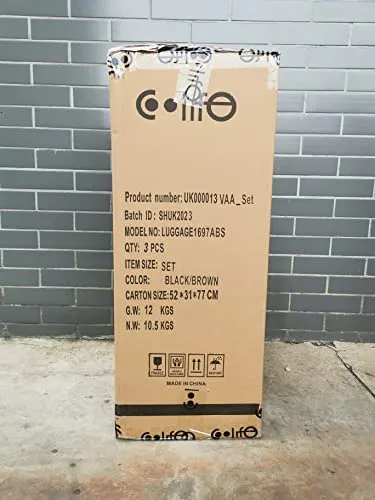 COOLIFE
Product number: UK000013 VAA_Set
Batch ID : SHUK2023
MODEL NO: LUGGAGE1697ABS
QTY: 3 PCS
ITEM SIZE: SET
COLOR: BLACK/BROWN
CARTON SIZE: 52*31*77 CM
G.W: 12 KGS
N.W: 10.5 KGS
MADE IN CHINA
COOLIFE